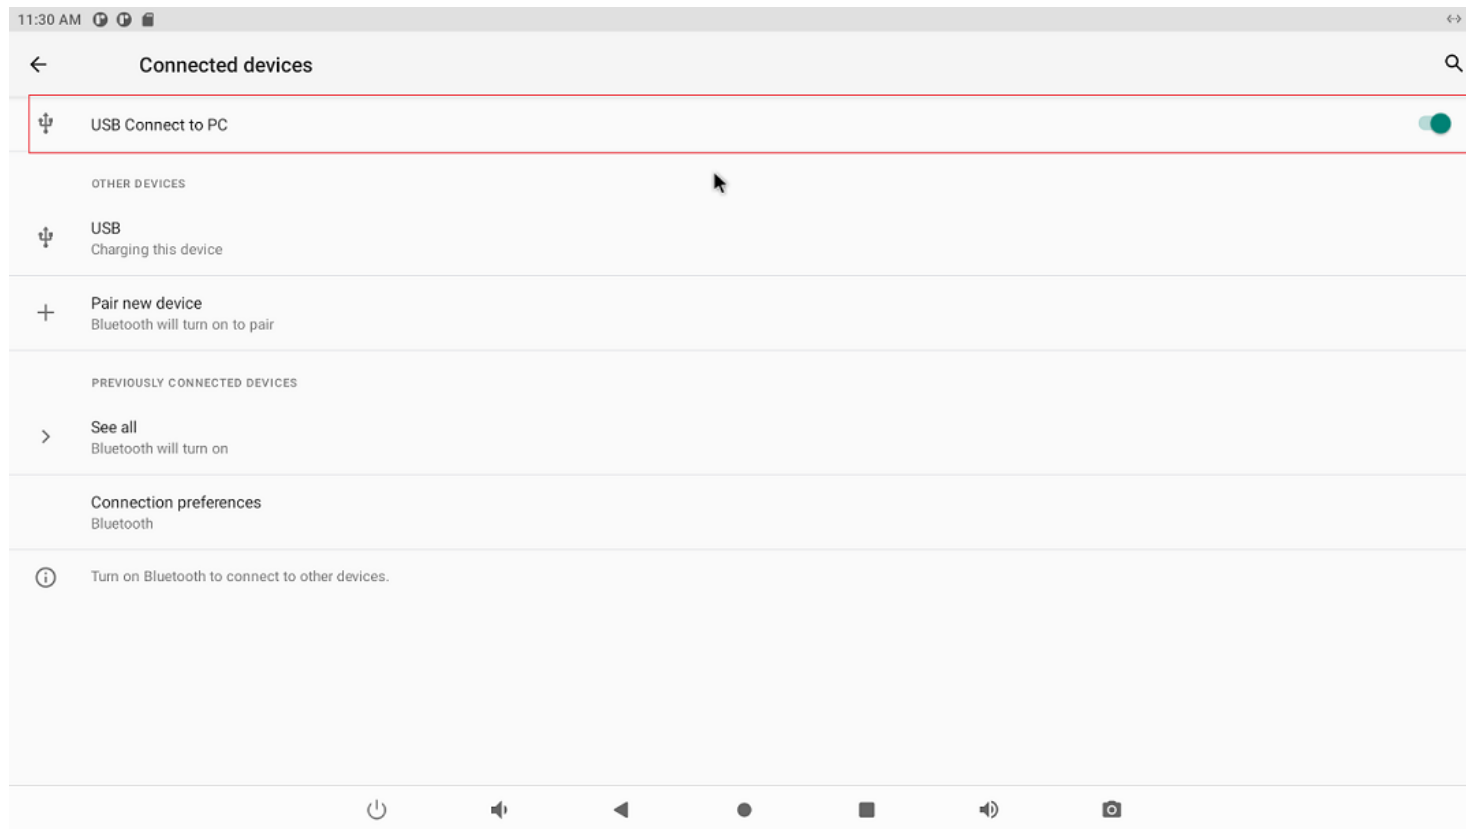 11:30 AM
Connected devices
USB Connect to PC
OTHER DEVICES
USB
Charging this device
Pair new device
Bluetooth will turn on to pair
PREVIOUSLY CONNECTED DEVICES
See all
Bluetooth will turn on
Connection preferences
Bluetooth
Turn on Bluetooth to connect to other devices.